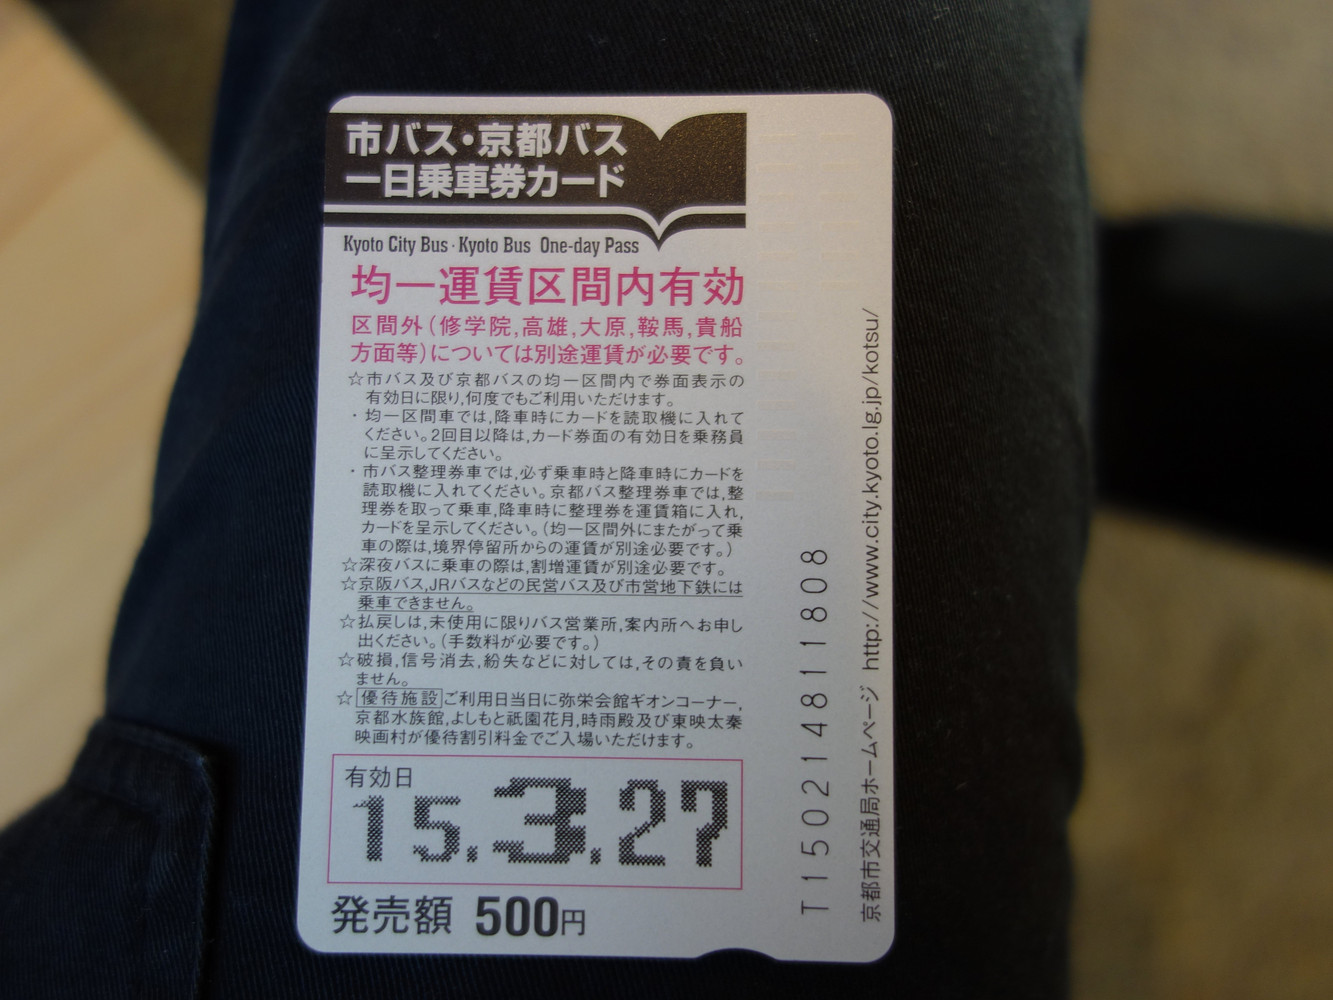 市バス・京都バス
一日乗車券カード
Kyoto City Bus・Kyoto Bus One-day Pass
均一運賃区間内有効
区間外(修学院,高雄,大原,鞍馬,貴船
方面等)については別途運賃が必要です。
☆市バス及び京都バスの均一区間内で券面表示の
有効日に限り,何度でもご利用いただけます。
・均一区間車では,降車時にカードを読取機に入れて
ください。2回目以降は,カード券面の有効日を乗務員
に呈示してください。
・市バス整理券車では,必ず乗車時と降車時にカードを
読取機に入れてください。京都バス整理券車では,整
理券を取って乗車,降車時に整理券を運賃箱に入れ,
カードを呈示してください。(均一区間外にまたがって乗
車の際は,境界停留所からの運賃が別途必要です。)
☆深夜バスに乗車の際は,割増運賃が別途必要です。
☆京阪バス,JRバスなどの民営バス及び市営地下鉄には
乗車できません。
☆払戻しは,未使用に限りバス営業所,案内所へお申し
出ください。(手数料が必要です。)
☆破損,信号消去,紛失などに対しては,その責を負い
ません。
☆優待施設ご利用日当日に弥栄会館ギオンコーナー,
京都水族館,よしもと祇園花月,時雨殿及び東映太秦
映画村が優待割引料金でご入場いただけます。
有効日
15.3.27
発売額 500円
T15021481 1808
京都市交通局ホームページ http://www.city.kyoto.lg.jp/kotsu/